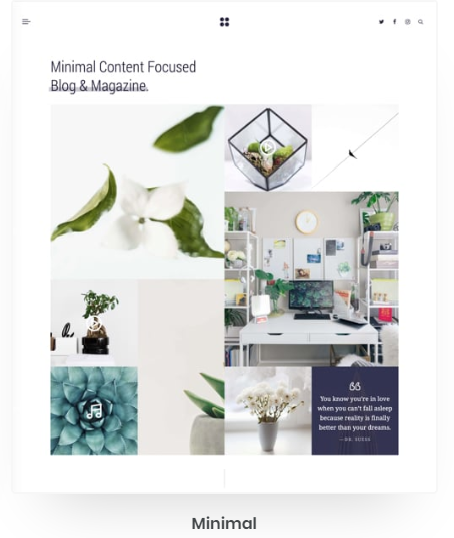 Minimal Content Focused
Blog & Magazine.
You know you're in love
when you can't fall asleep
because reality is finally
better than your dreams.
—DR. SUESS
Minimal